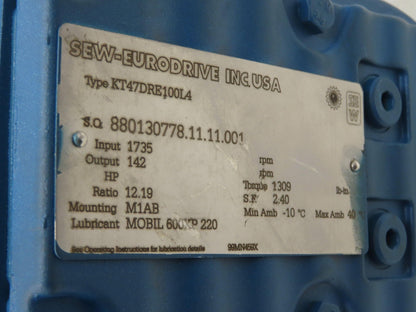 SEW-EURODRIVE INC. USA
Type KT47DRE100L4
S.O. 880130778.11.11.001
Input 1735 rpm
Output 142 rpm
HP Torque 1309 lb-in
Ratio 12.19 S.F. 2.40
Mounting M1AB Min Amb -10 °C Max Amb 40
Lubricant MOBIL 600XP 220
See Operating Instructions for lubrication details